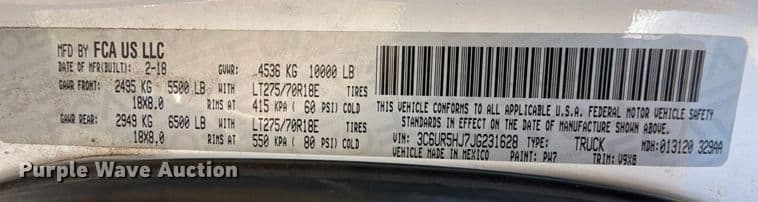 MFD BY FCA US LLC
DATE OF MFR(BUILT): 2-18 GVWR: 4536 KG 10000 LB
GAWR FRONT: 2495 KG 5500 LB WITH LT275/70R18E TIRES
18X8.0 RIMS AT 415 KPA ( 60 PSI) COLD
GAWR REAR: 2949 KG 6500 LB WITH LT275/70R18E TIRES
18X8.0 RIMS AT 550 KPA ( 80 PSI) COLD
THIS VEHICLE CONFORMS TO ALL APPLICABLE U.S.A. FEDERAL MOTOR VEHICLE SAFETY
STANDARDS IN EFFECT ON THE DATE OF MANUFACTURE SHOWN ABOVE.
VIN: 3C6UR5HJ7JG231628 TYPE: TRUCK MDH: 013120 329AA
VEHICLE MADE IN MEXICO PAINT: PW7 TRIM: V9X8
Purple Wave Auction